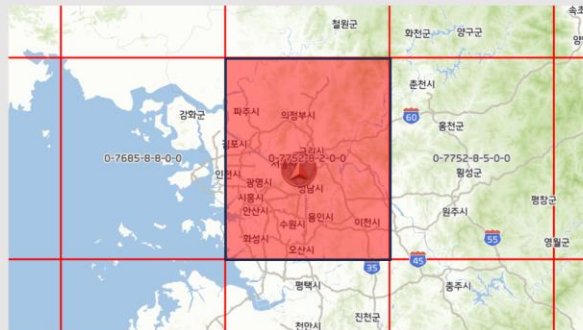 철원군
화천군
양구군
속초
강화군
파주시
의정부시
춘천시
60
홍천군
김포시
구리시
0-7685-8-8-0-0
0-7752-8-2-0-0
0-7752-8-5-0-0
인천시
광명시
성남시
횡성군
시흥시
안산시
수원시
용인시
이천시
원주시
평창군
화성시
오산시
55
영월군
35
45
평택시
충주시
천안시
진천군